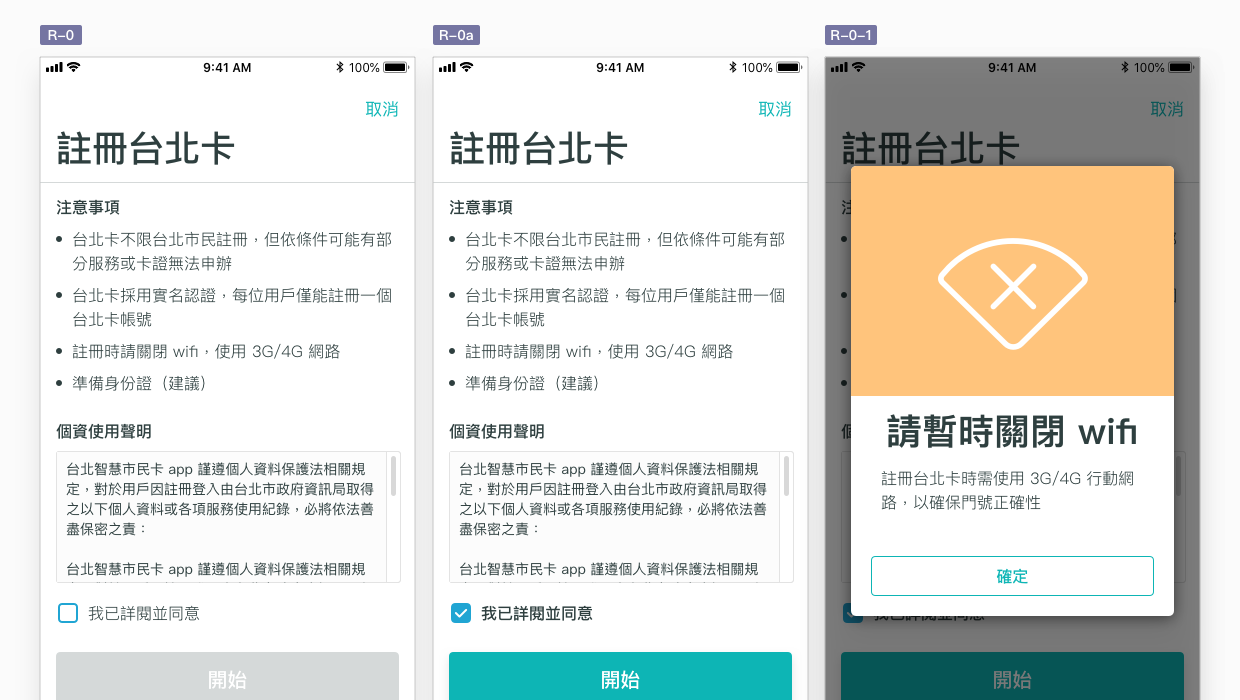 R-0
9:41 AM
100%
取消
註冊台北卡
注意事項
台北卡不限台北市民註冊，但依條件可能有部
分服務或卡證無法申辦
台北卡採用實名認證，每位用戶僅能註冊一個
台北卡帳號
註冊時請關閉 wifi，使用 3G/4G 網路
準備身份證（建議）
個資使用聲明
台北智慧市民卡 app 謹遵個人資料保護法相關規
定，對於用戶因註冊登入由台北市政府資訊局取得
之以下個人資料或各項服務使用紀錄，必將依法善
盡保密之責：
台北智慧市民卡 app 謹遵個人資料保護法相關規
我已詳閱並同意
開始
R-0a
9:41 AM
100%
取消
註冊台北卡
注意事項
台北卡不限台北市民註冊，但依條件可能有部
分服務或卡證無法申辦
台北卡採用實名認證，每位用戶僅能註冊一個
台北卡帳號
註冊時請關閉 wifi，使用 3G/4G 網路
準備身份證（建議）
個資使用聲明
台北智慧市民卡 app 謹遵個人資料保護法相關規
定，對於用戶因註冊登入由台北市政府資訊局取得
之以下個人資料或各項服務使用紀錄，必將依法善
盡保密之責：
台北智慧市民卡 app 謹遵個人資料保護法相關規
我已詳閱並同意
開始
R-0-1
9:41 AM
100%
取消
註冊台北卡
請暫時關閉 wifi
註冊台北卡時需使用 3G/4G 行動網
路，以確保門號正確性
確定
我已詳閱並同意
開始